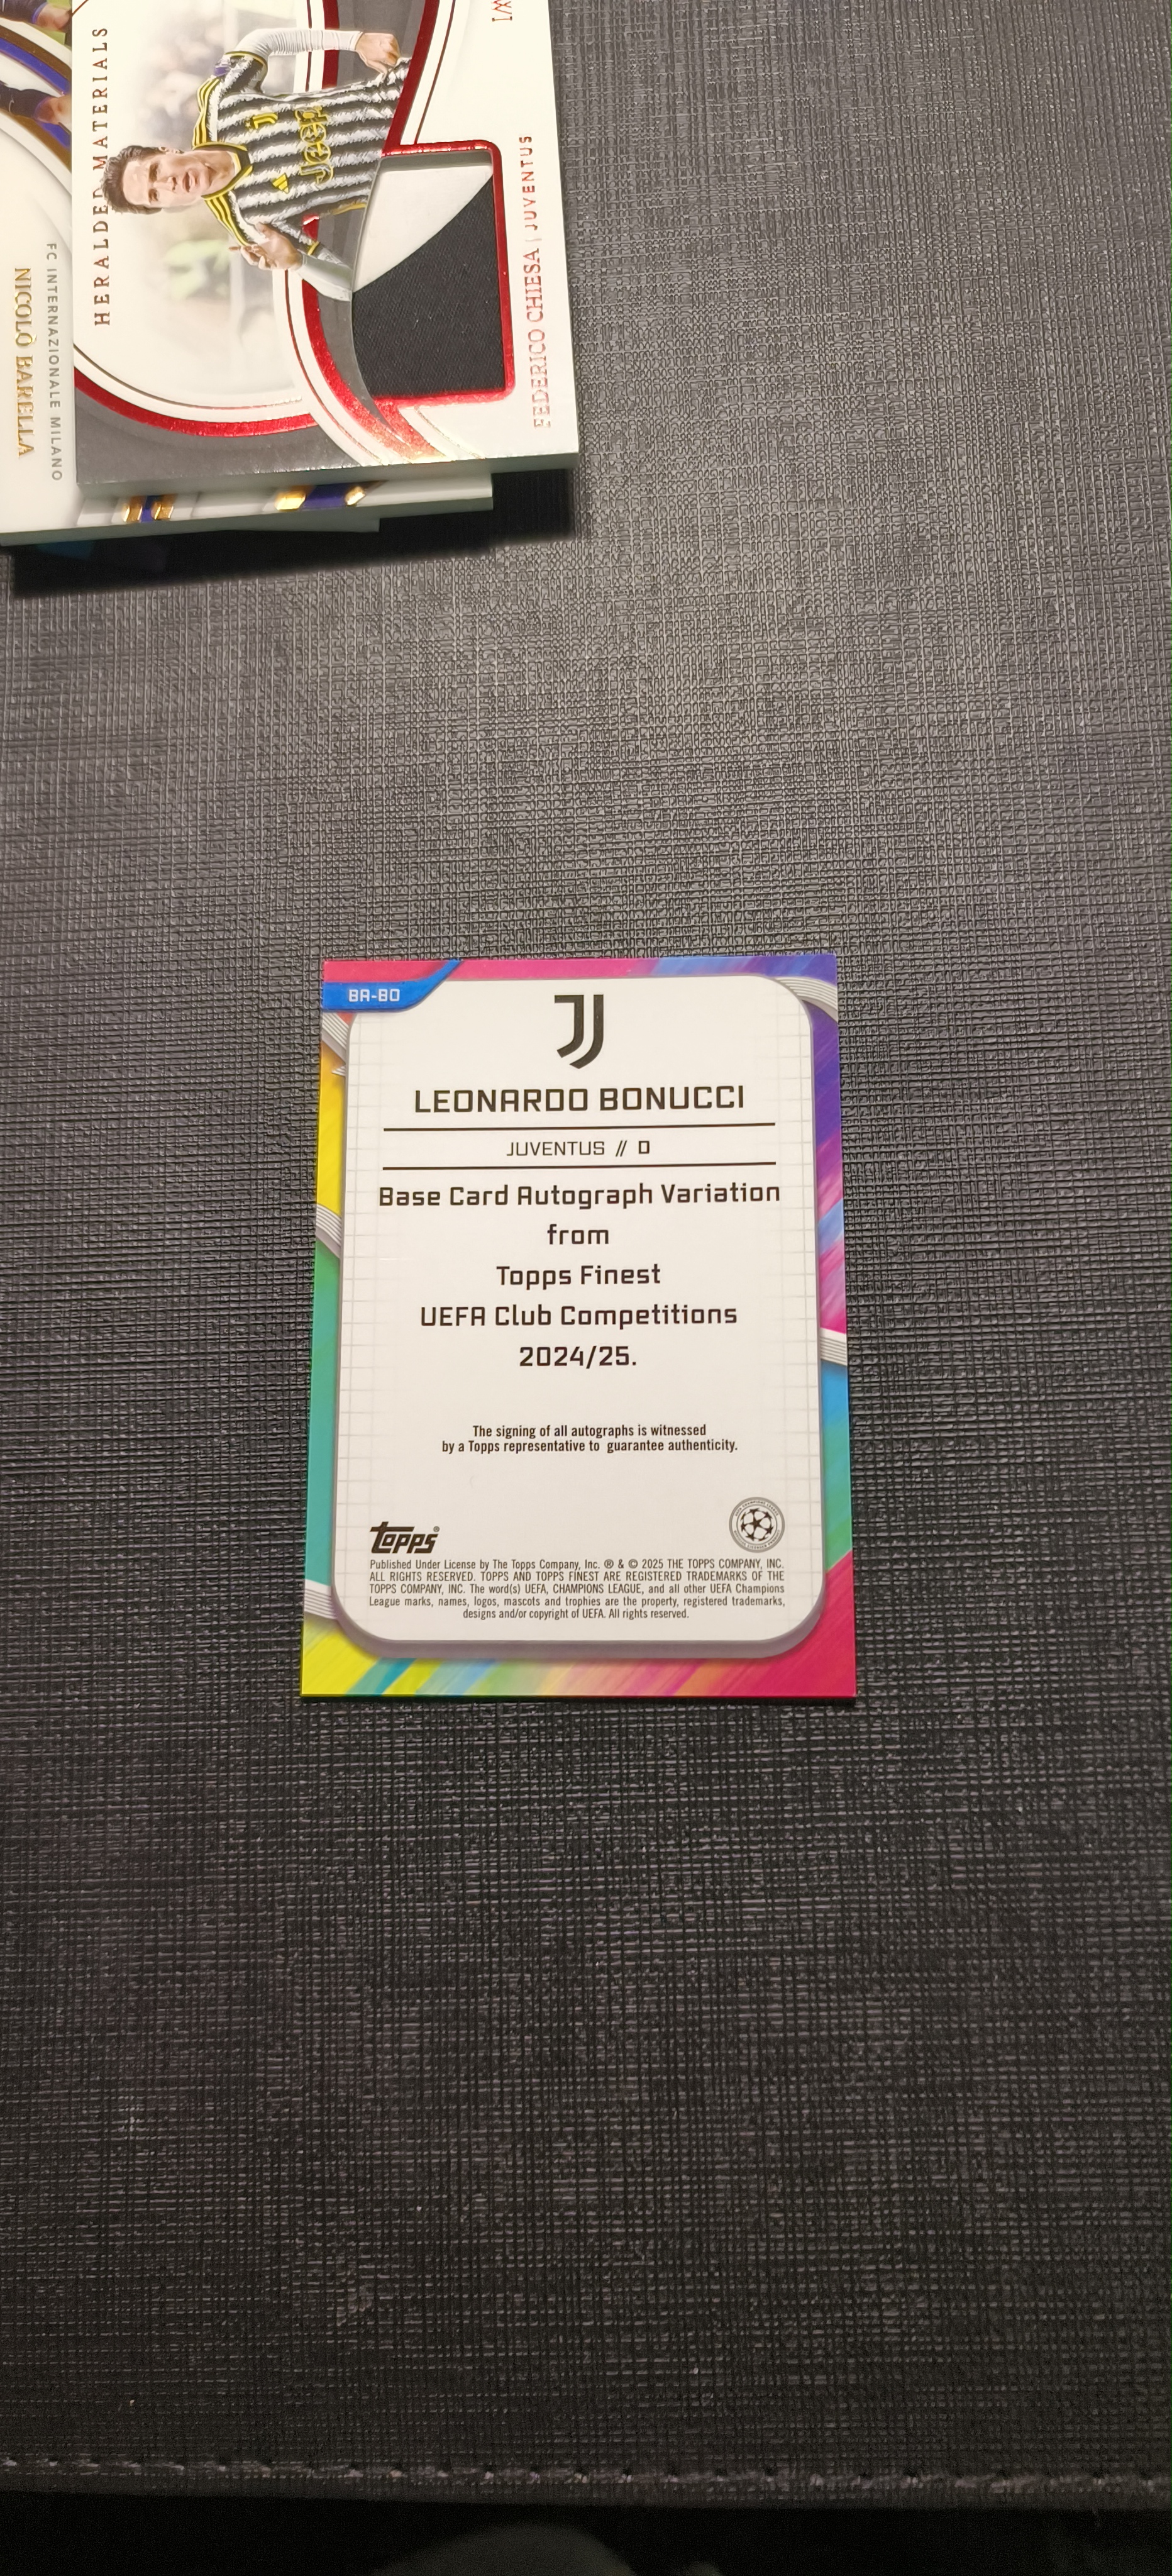 HERALDED MATERIALS
Jeep
FEDERICO CHIESA | JUVENTUS
FC INTERNAZIONALE MILANO
NICOLÒ BARELLA
BA-BO
LEONARDO BONUCCI
JUVENTUS // D
Base Card Autograph Variation
from
Topps Finest
UEFA Club Competitions
2024/25.
The signing of all autographs is witnessed
by a Topps representative to guarantee authenticity.
topps®
Published Under License by The Topps Company, Inc. ® & © 2025 THE TOPPS COMPANY, INC.
ALL RIGHTS RESERVED. TOPPS AND TOPPS FINEST ARE REGISTERED TRADEMARKS OF THE
TOPPS COMPANY, INC. The word(s) UEFA, CHAMPIONS LEAGUE, and all other UEFA Champions
League marks, names, logos, mascots and trophies are the property, registered trademarks,
designs and/or copyright of UEFA. All rights reserved.